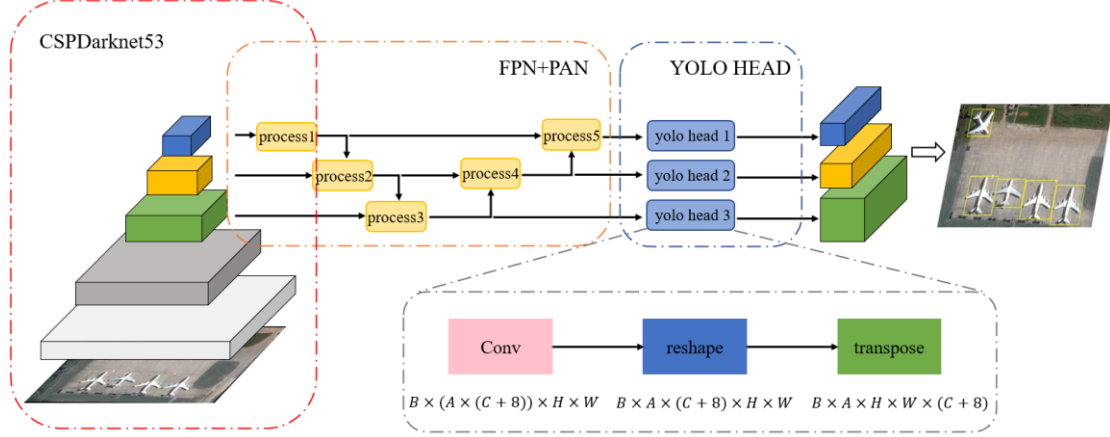 CSPDarknet53
FPN+PAN
YOLO HEAD
process1
process5
yolo head 1
process2
process4
yolo head 2
process3
yolo head 3
Conv
reshape
transpose
B × (A × (C + 8)) × H × W
B × A × (C + 8) × H × W
B × A × H × W × (C + 8)